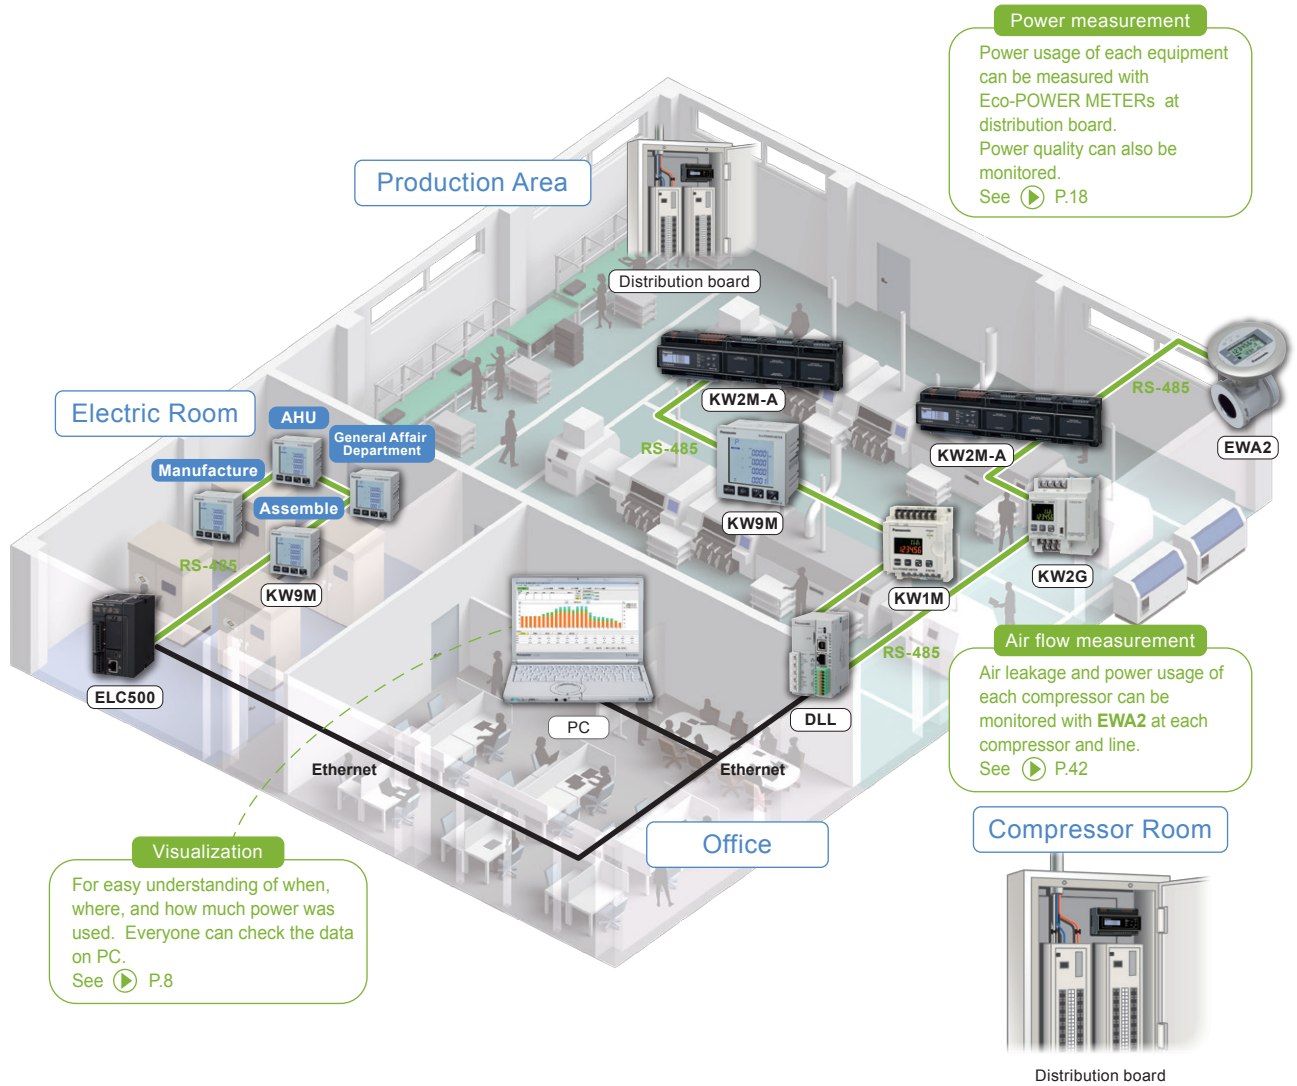 Power measurement
Power usage of each equipment
can be measured with
Eco-POWER METERs at
distribution board.
Power quality can also be
monitored.
See P.18
Production Area
Distribution board
Electric Room
AHU
General Affair
Department
Manufacture
Assemble
KW9M
RS-485
ELC500
KW2M-A
RS-485
KW9M
KW2M-A
RS-485
EWA2
KW1M
KW2G
RS-485
DLL
PC
Ethernet
Ethernet
Office
Air flow measurement
Air leakage and power usage of
each compressor can be
monitored with EWA2 at each
compressor and line.
See P.42
Compressor Room
Distribution board
Visualization
For easy understanding of when,
where, and how much power was
used. Everyone can check the data
on PC.
See P.8